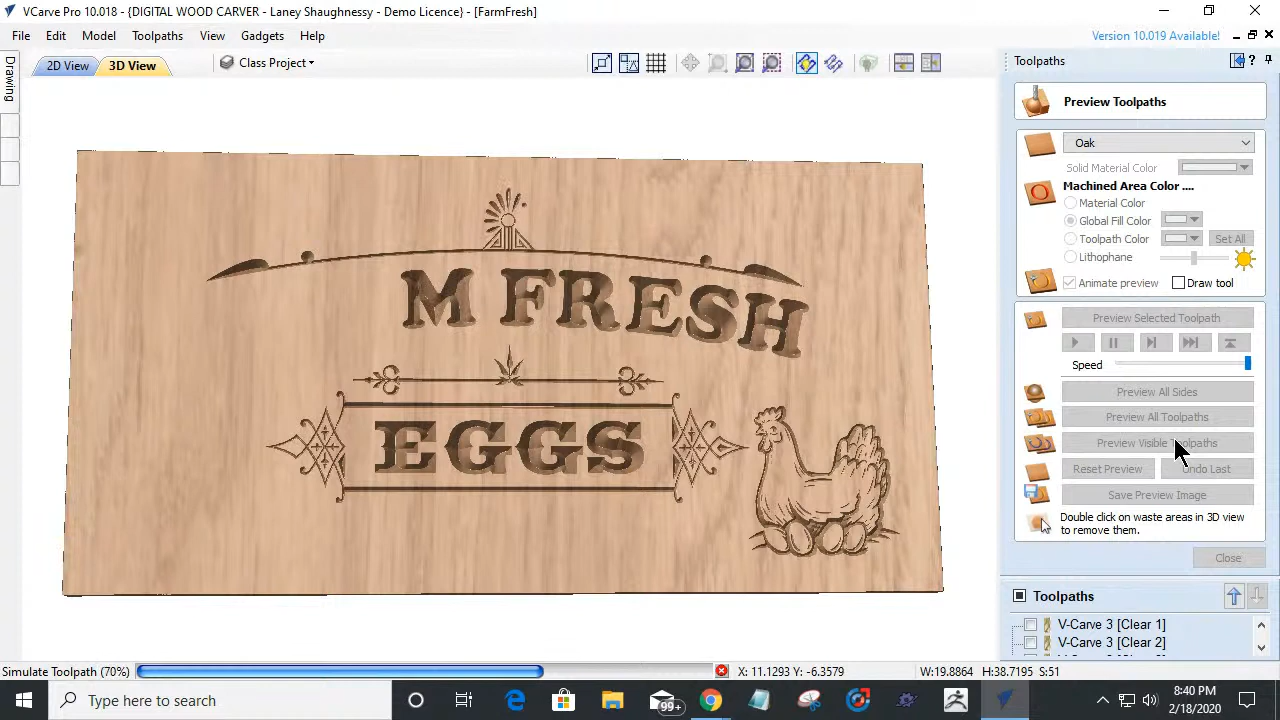 VCarve Pro 10.018 - {DIGITAL WOOD CARVER - Laney Shaughnessy - Demo Licence} - [FarmFresh]
File Edit Model Toolpaths View Gadgets Help
Version 10.019 Available!
Drawing
2D View 3D View
Class Project
M FRESH
EGGS
Toolpaths
?
Preview Toolpaths
Oak
Solid Material Color
Machined Area Color ....
Material Color
Global Fill Color
Toolpath Color
Set All
Lithophane
Animate preview
Draw tool
Preview Selected Toolpath
Speed
Preview All Sides
Preview All Toolpaths
Preview Visible Toolpaths
Reset Preview
Undo Last
Save Preview Image
Double click on waste areas in 3D view
to remove them.
Close
Toolpaths
V-Carve 3 [Clear 1]
V-Carve 3 [Clear 2]
Simulate Toolpath (70%)
X: 11.1293 Y: -6.3579
W:19.8864 H:38.7195 S:51
Type here to search
99+
8:40 PM
2/18/2020